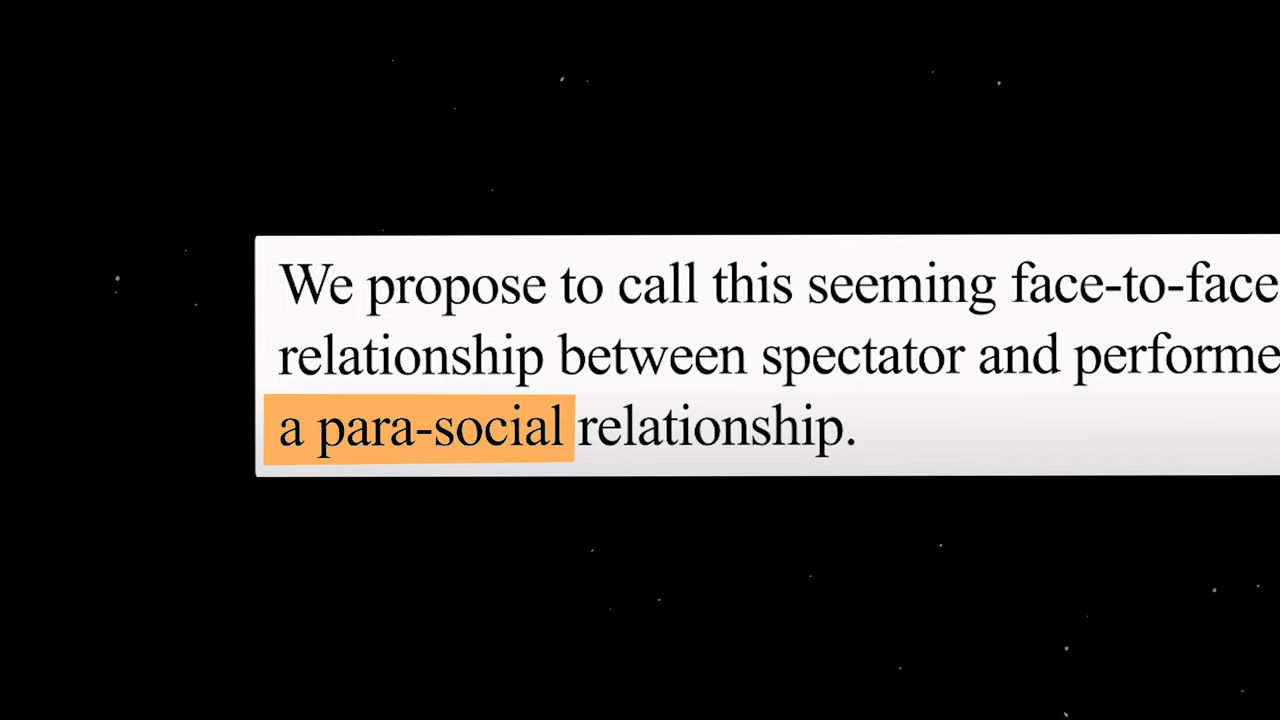 We propose to call this seeming face-to-face
relationship between spectator and performe
a para-social relationship.